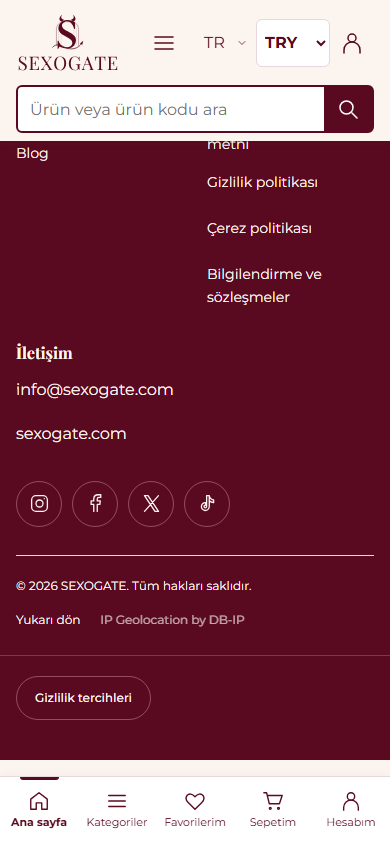 SEXOGATE
TR
TRY
Ürün veya ürün kodu ara
Blog
metni
Gizlilik politikası
Çerez politikası
Bilgilendirme ve
sözleşmeler
İletişim
info@sexogate.com
sexogate.com
© 2026 SEXOGATE. Tüm hakları saklıdır.
Yukarı dön
IP Geolocation by DB-IP
Gizlilik tercihleri
Ana sayfa
Kategoriler
Favorilerim
Sepetim
Hesabım